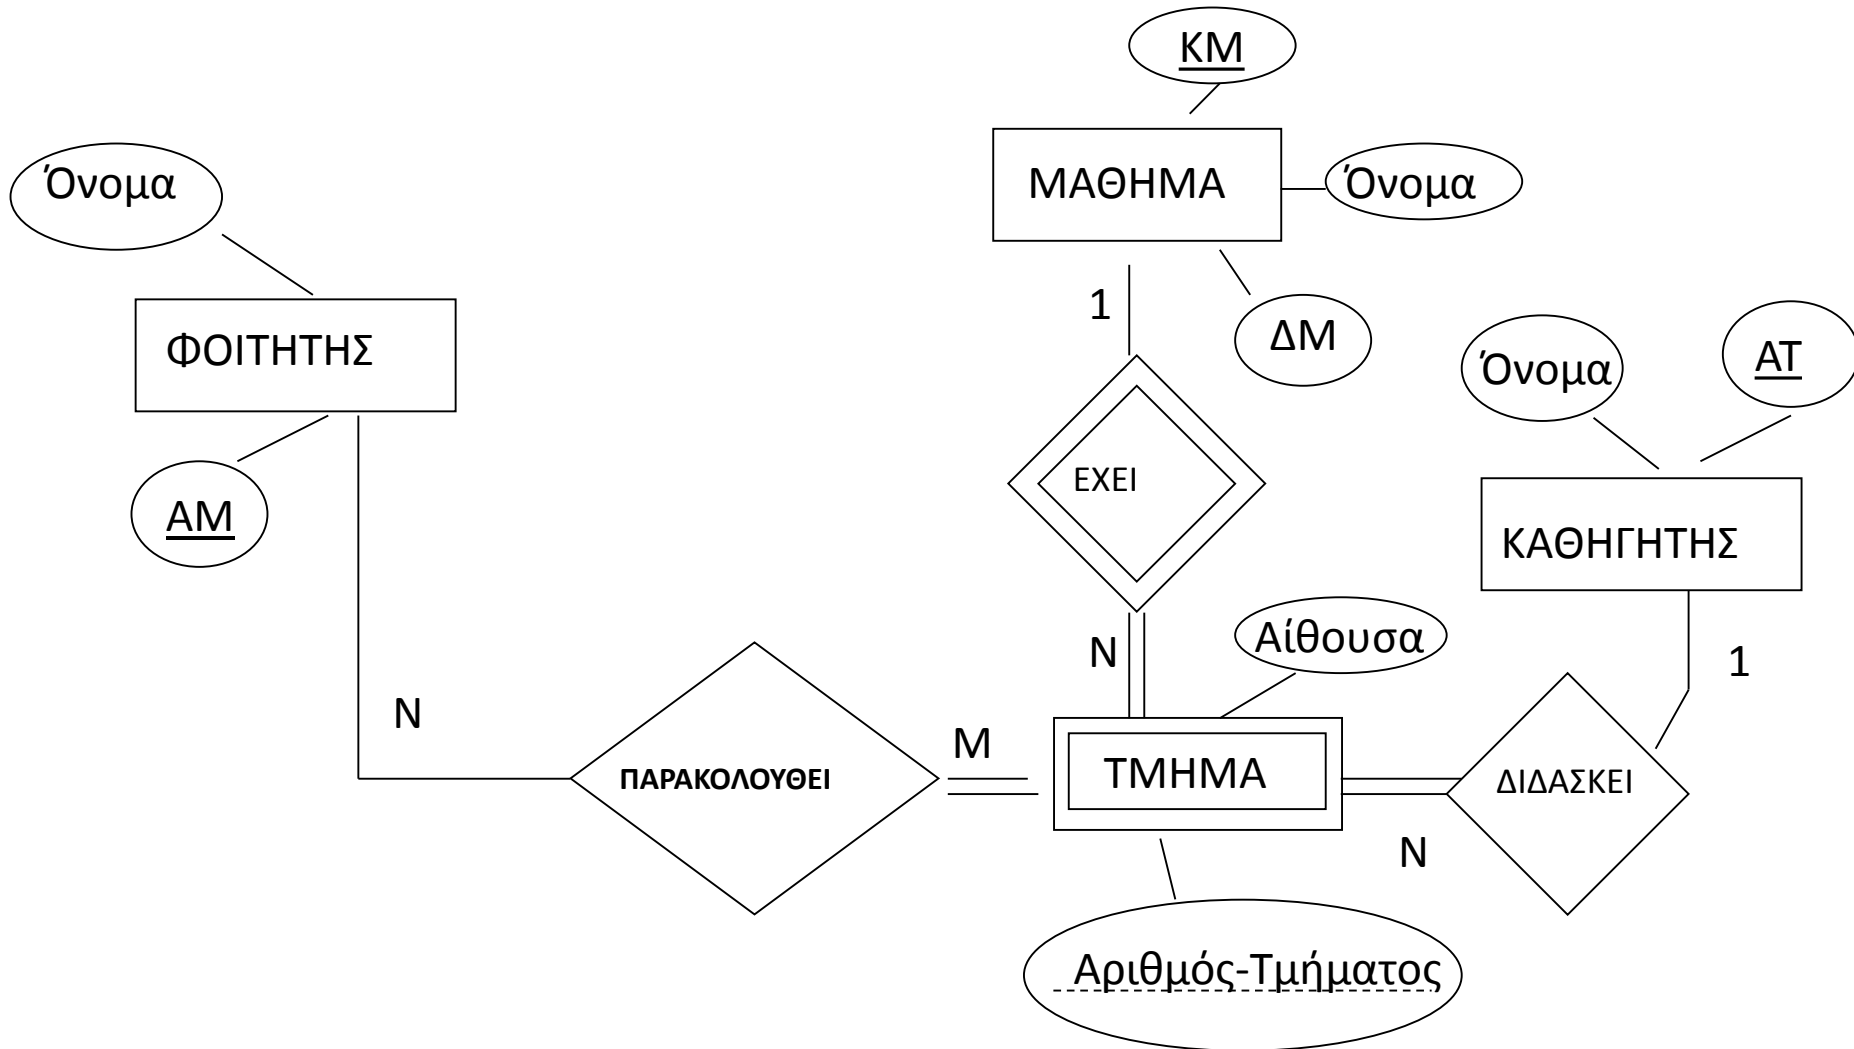 ΚΜ
ΜΑΘΗΜΑ
Όνομα
Όνομα
1
ΔΜ
ΦΟΙΤΗΤΗΣ
Όνομα
ΑΤ
ΑΜ
ΕΧΕΙ
ΚΑΘΗΓΗΤΗΣ
Ν
Αίθουσα
1
Ν
Μ
ΠΑΡΑΚΟΛΟΥΘΕΙ
ΤΜΗΜΑ
ΔΙΔΑΣΚΕΙ
Ν
Αριθμός-Τμήματος